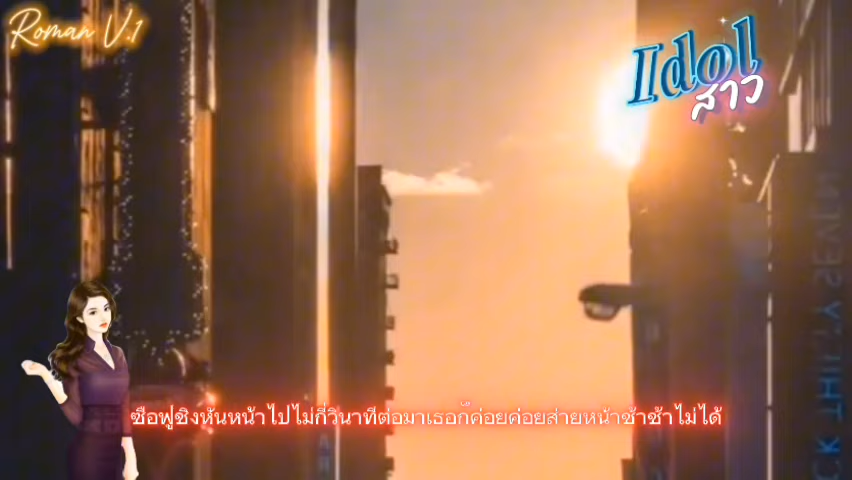 Roman V.1
Idol
สาว
ซือฟูชิงหันหน้าไปไม่กี่วินาทีต่อมาเธอก็ค่อยค่อยส่ายหน้าช้าช้าไม่ได้